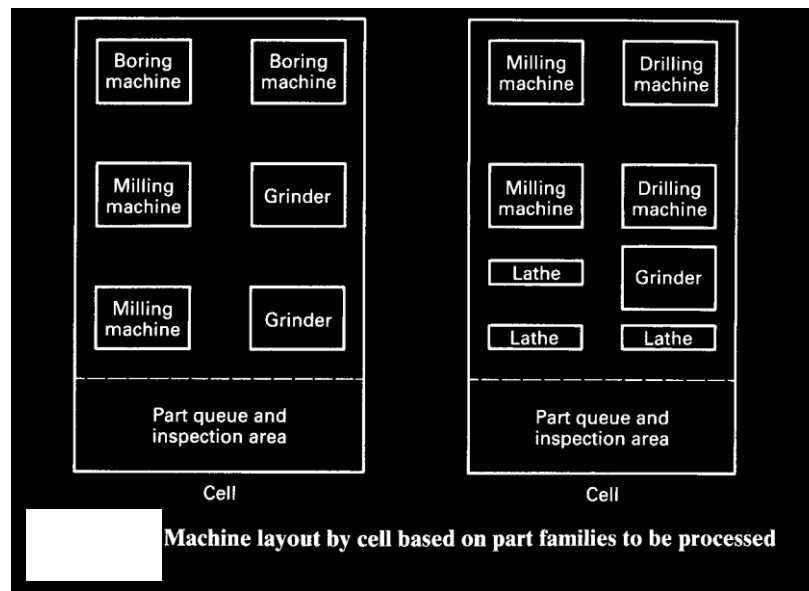 Boring
machine
Boring
machine
Milling
machine
Grinder
Milling
machine
Grinder
Part queue and
inspection area
Cell
Milling
machine
Drilling
machine
Milling
machine
Drilling
machine
Lathe
Grinder
Lathe
Lathe
Part queue and
inspection area
Cell
Machine layout by cell based on part families to be processed